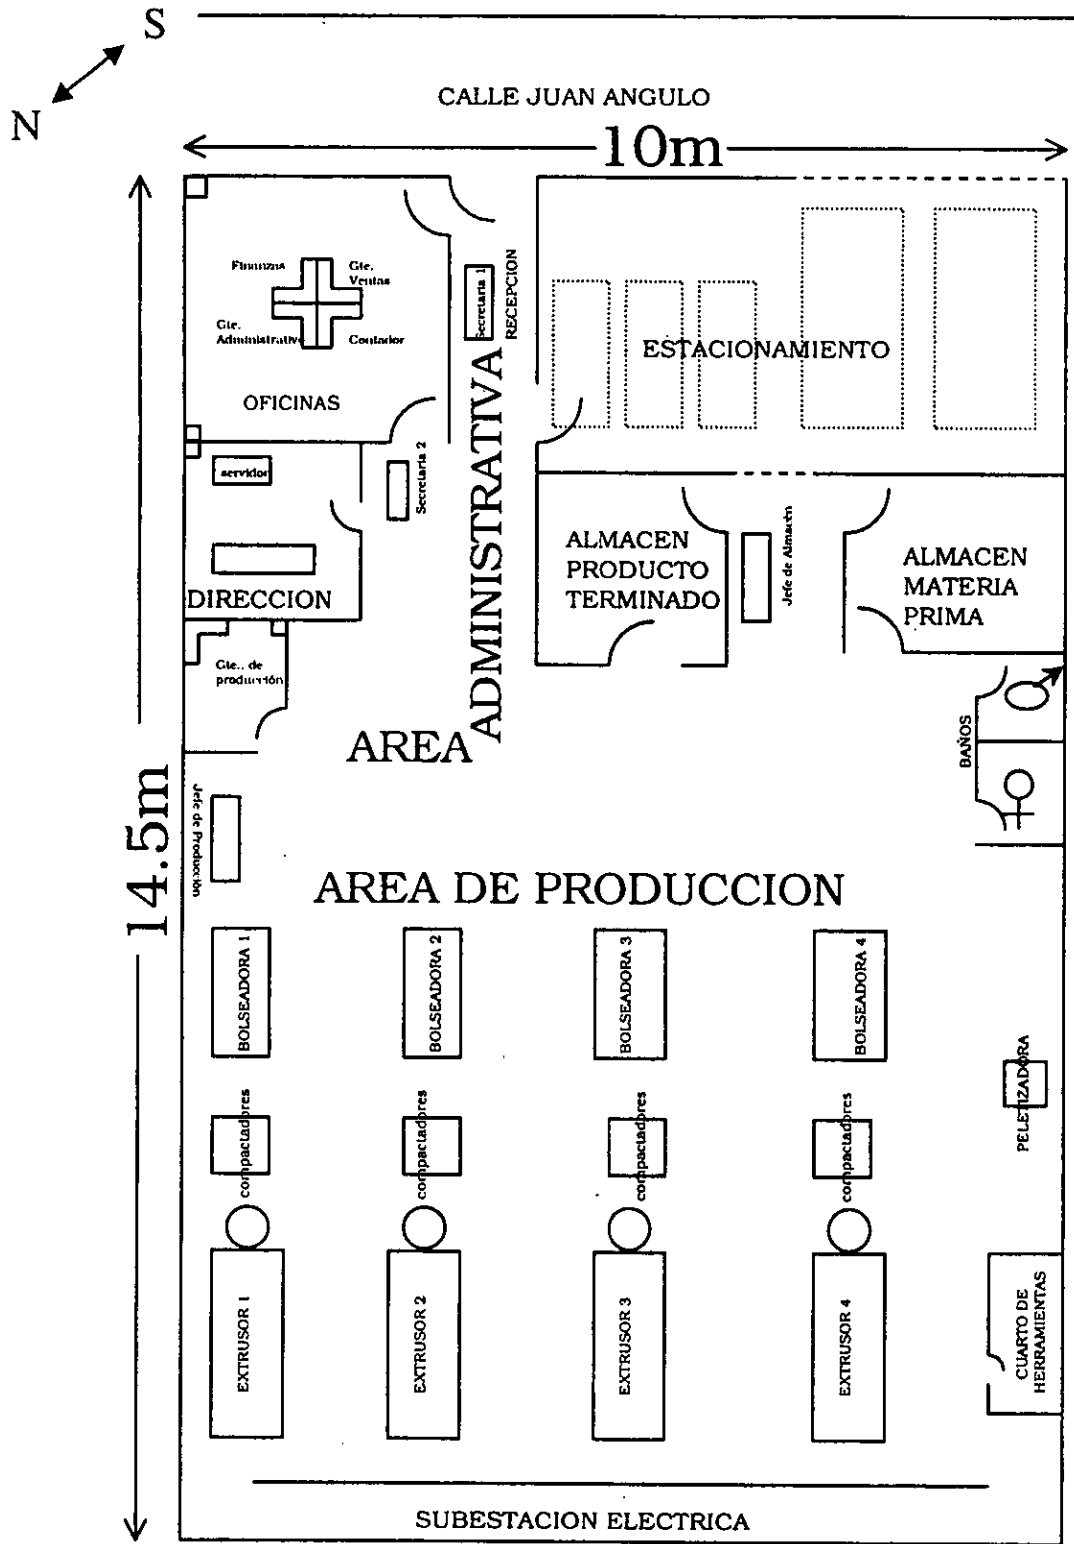 S
N
CALLE JUAN ANGULO
10m
14.5m
Finanzas
Gte.
Ventas
Gte.
Administrativo
Contador
OFICINAS
Secretaria 1
RECEPCION
ESTACIONAMIENTO
servidor
Secretaria 2
DIRECCION
AREA
ADMINISTRATIVA
ALMACEN
PRODUCTO
TERMINADO
Jefe de Almacén
ALMACEN
MATERIA
PRIMA
Gte.. de
producción
BAÑOS
Jefe de Producción
AREA DE PRODUCCION
BOLSEADORA 1
BOLSEADORA 2
BOLSEADORA 3
BOLSEADORA 4
PELETIZADORA
compactadores
compactadores
compactadores
compactadores
EXTRUSOR 1
EXTRUSOR 2
EXTRUSOR 3
EXTRUSOR 4
CUARTO DE
HERRAMIENTAS
SUBESTACION ELECTRICA